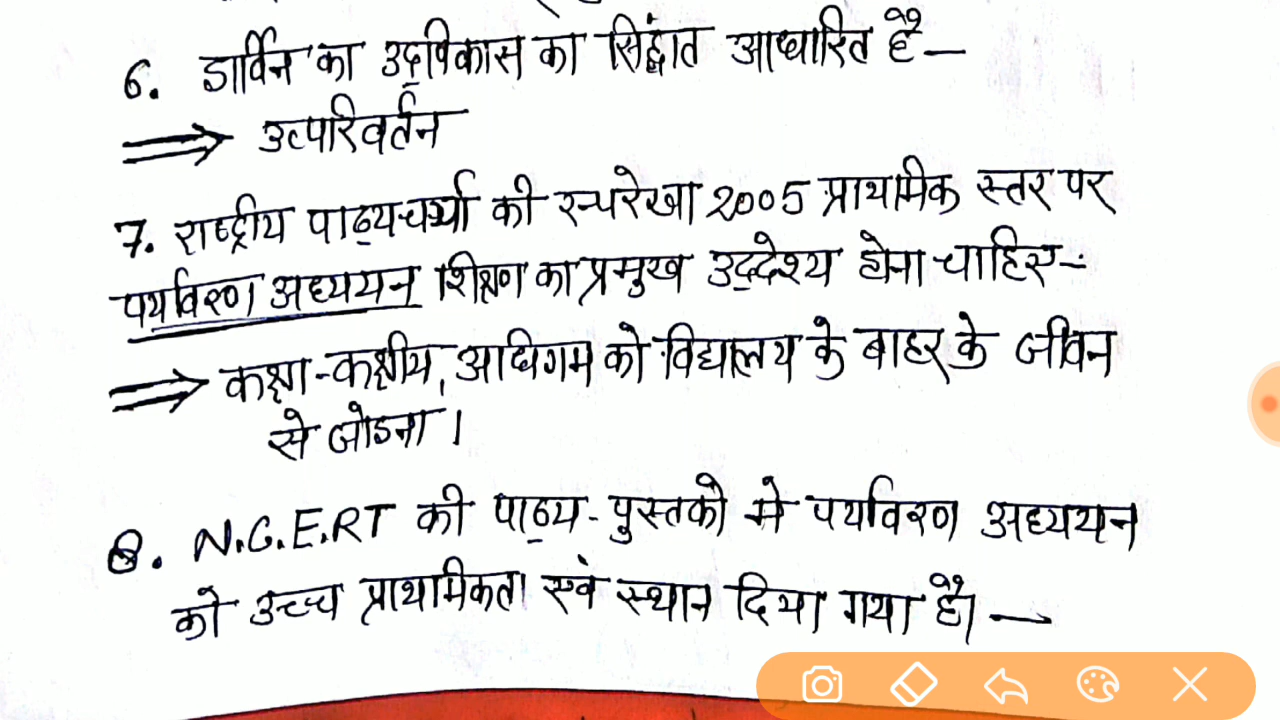 6. डार्विन का उद्विकास का सिद्धांत आधारित है —
⟹ उत्परिवर्तन
7. राष्ट्रीय पाठ्यचर्या की रूपरेखा 2005 प्राथमिक स्तर पर
पर्यावरण अध्ययन शिक्षण का प्रमुख उद्देश्य होना चाहिए -
⟹ कक्षा-कक्षीय, अधिगम को विद्यालय के बाहर के जीवन
से जोडना ।
8. N.C.E.RT की पाठ्य-पुस्तको मे पर्यावरण अध्ययन
को उच्च प्राथमिकता एवं स्थान दिया गया है। —